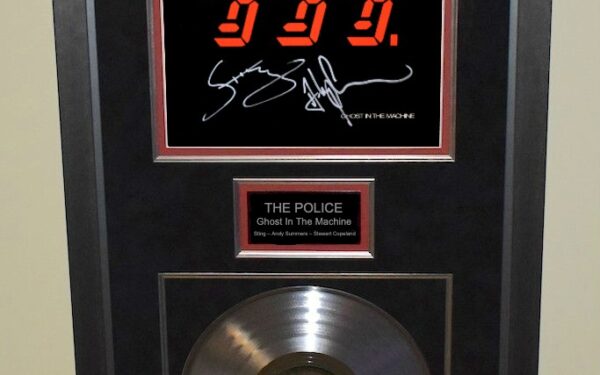 GHOST IN THE MACHINE
THE POLICE
Ghost In The Machine
Sting – Andy Summers – Stewart Copeland